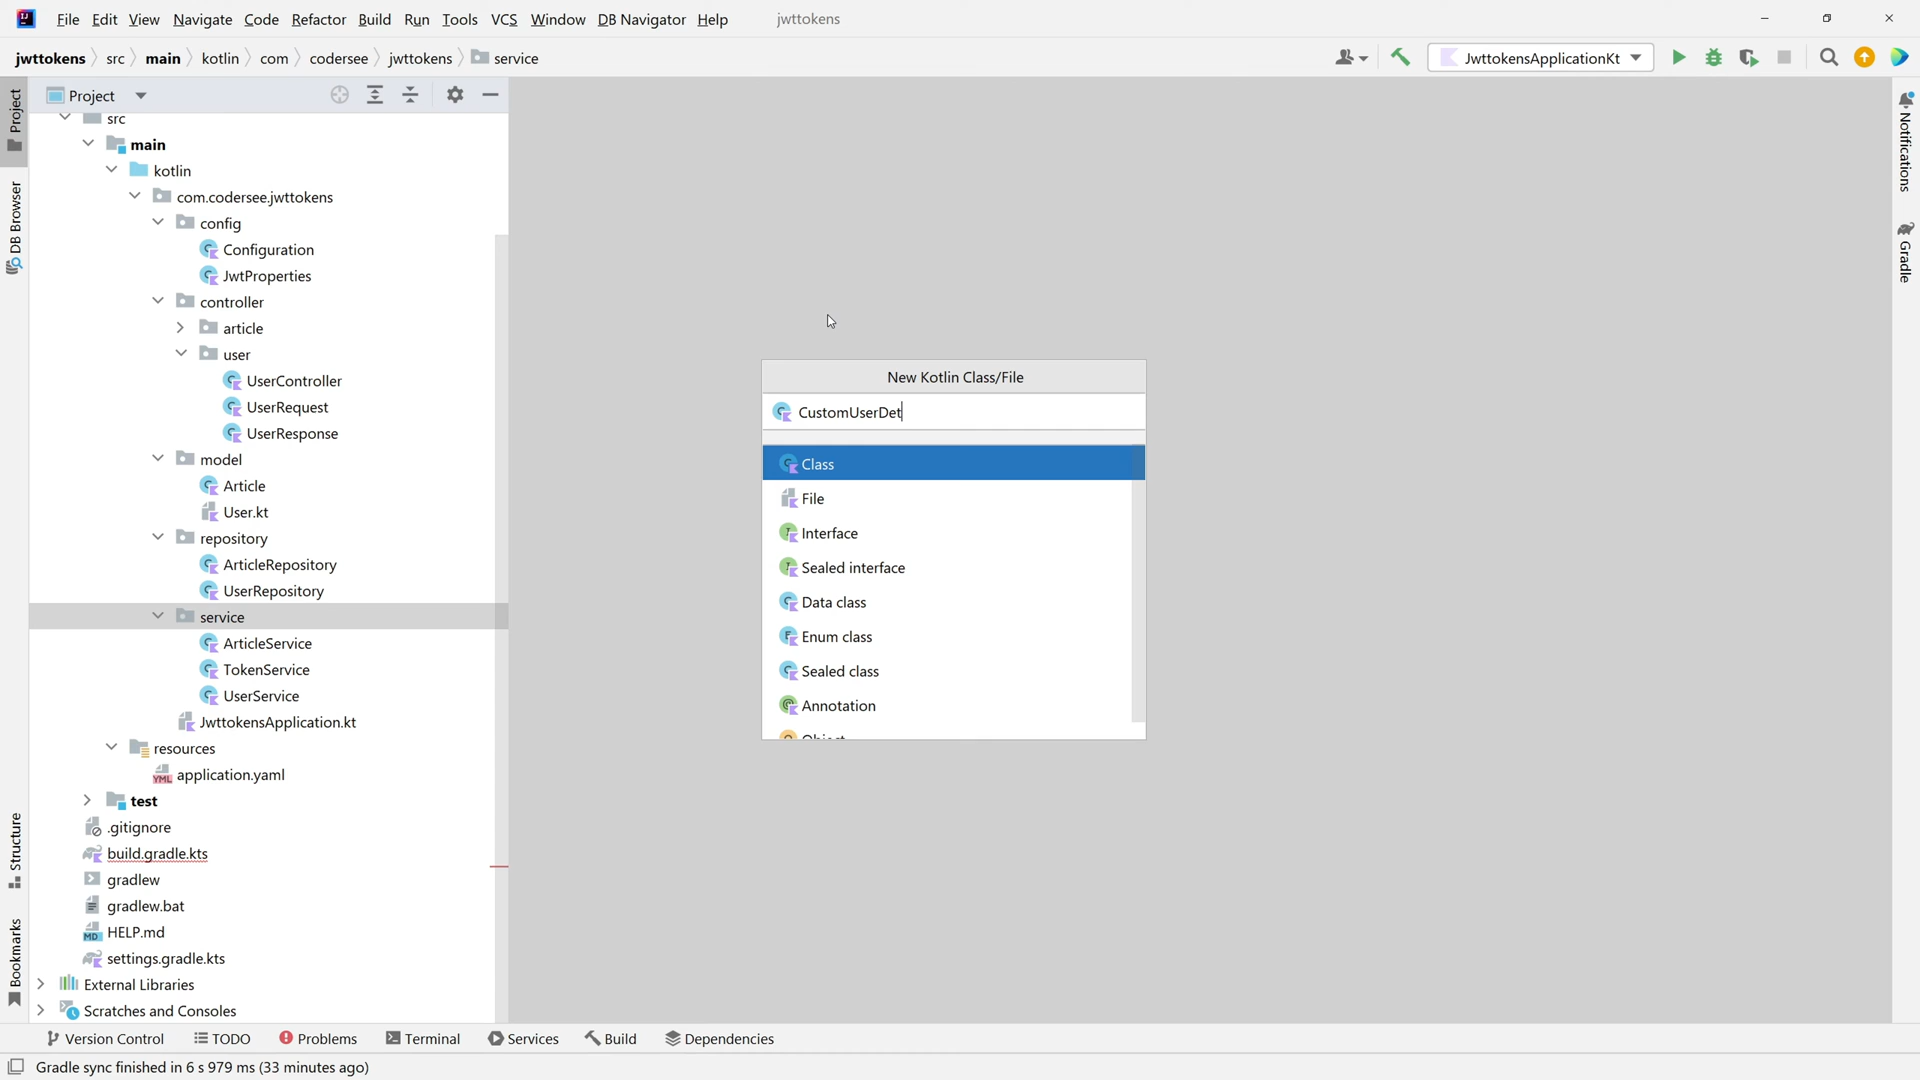 File Edit View Navigate Code Refactor Build Run Tools VCS Window DB Navigator Help jwttokens
jwttokens src main kotlin com codersee jwttokens service JwttokensApplicationKt
Project
Project
DB Browser
Structure
Bookmarks
src
main
kotlin
com.codersee.jwttokens
config
Configuration
JwtProperties
controller
article
user
UserController
UserRequest
UserResponse
model
Article
User.kt
repository
ArticleRepository
UserRepository
service
ArticleService
TokenService
UserService
JwttokensApplication.kt
resources
application.yaml
test
.gitignore
build.gradle.kts
gradlew
gradlew.bat
HELP.md
settings.gradle.kts
External Libraries
Scratches and Consoles
New Kotlin Class/File
CustomUserDet
Class
File
Interface
Sealed interface
Data class
Enum class
Sealed class
Annotation
Object
Notifications
Gradle
Version Control TODO Problems Terminal Services Build Dependencies
Gradle sync finished in 6 s 979 ms (33 minutes ago)